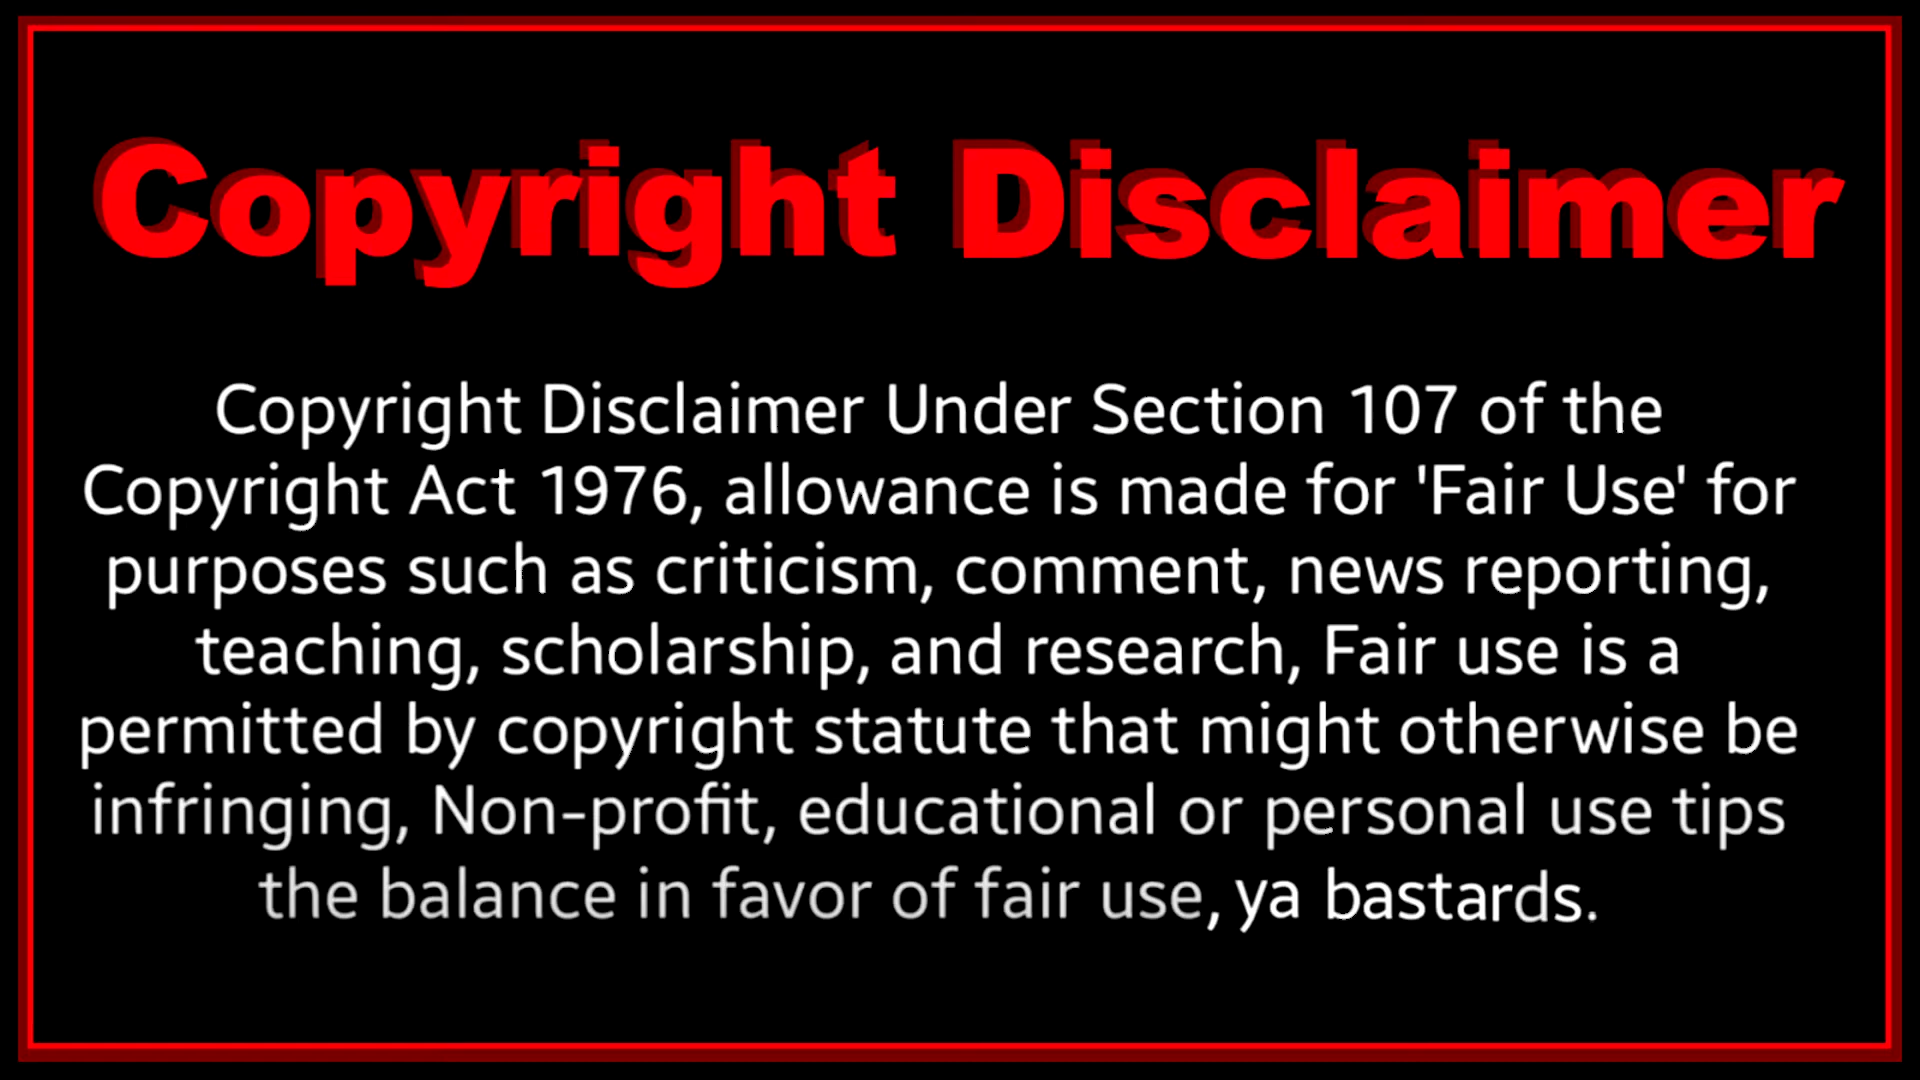 Copyright Disclaimer
Copyright Disclaimer Under Section 107 of the
Copyright Act 1976, allowance is made for 'Fair Use' for
purposes such as criticism, comment, news reporting,
teaching, scholarship, and research, Fair use is a
permitted by copyright statute that might otherwise be
infringing, Non-profit, educational or personal use tips
the balance in favor of fair use, ya bastards.